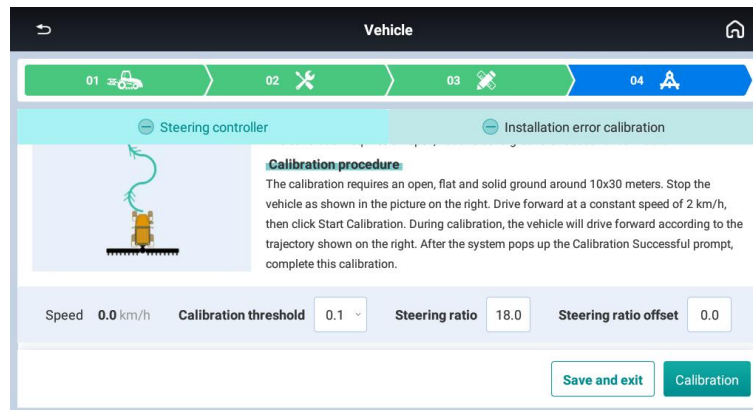 Vehicle
01
02
03
04
Steering controller
Installation error calibration
Calibration procedure
The calibration requires an open, flat and solid ground around 10x30 meters. Stop the
vehicle as shown in the picture on the right. Drive forward at a constant speed of 2 km/h,
then click Start Calibration. During calibration, the vehicle will drive forward according to the
trajectory shown on the right. After the system pops up the Calibration Successful prompt,
complete this calibration.
Speed 0.0 km/h Calibration threshold 0.1 Steering ratio 18.0 Steering ratio offset 0.0
Save and exit Calibration